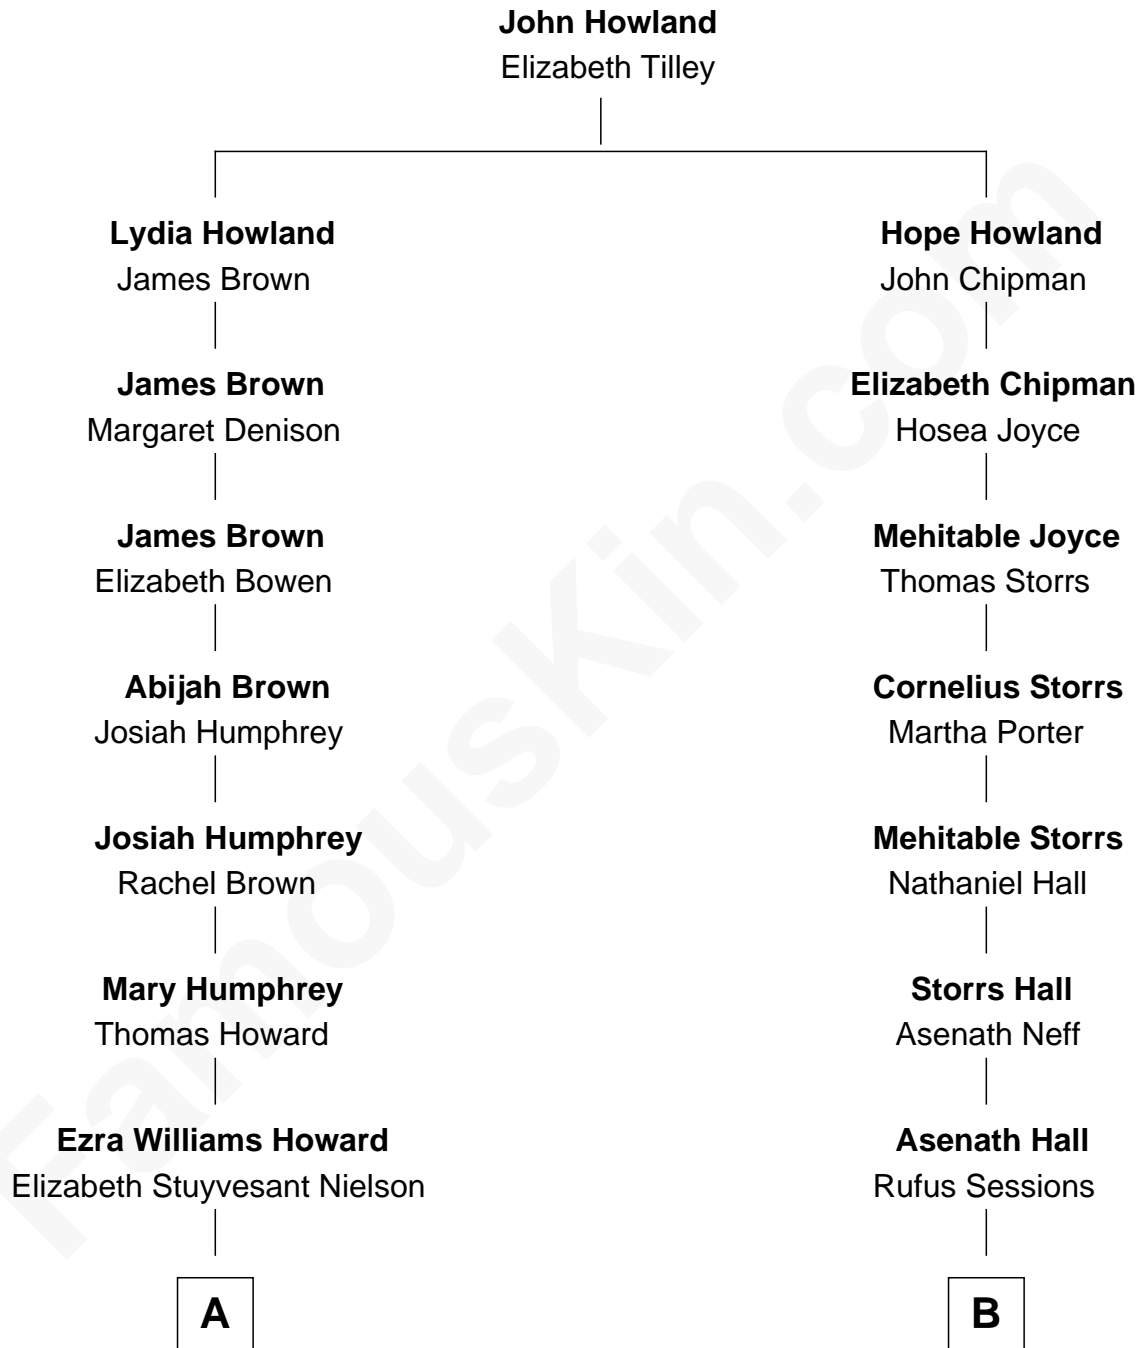 John Howland
Elizabeth Tilley
Lydia Howland
James Brown
James Brown
Margaret Denison
James Brown
Elizabeth Bowen
Abijah Brown
Josiah Humphrey
Josiah Humphrey
Rachel Brown
Mary Humphrey
Thomas Howard
Ezra Williams Howard
Elizabeth Stuyvesant Nielson
A
Hope Howland
John Chipman
Elizabeth Chipman
Hosea Joyce
Mehitable Joyce
Thomas Storrs
Cornelius Storrs
Martha Porter
Mehitable Storrs
Nathaniel Hall
Storrs Hall
Asenath Neff
Asenath Hall
Rufus Sessions
B
FamousKin.com